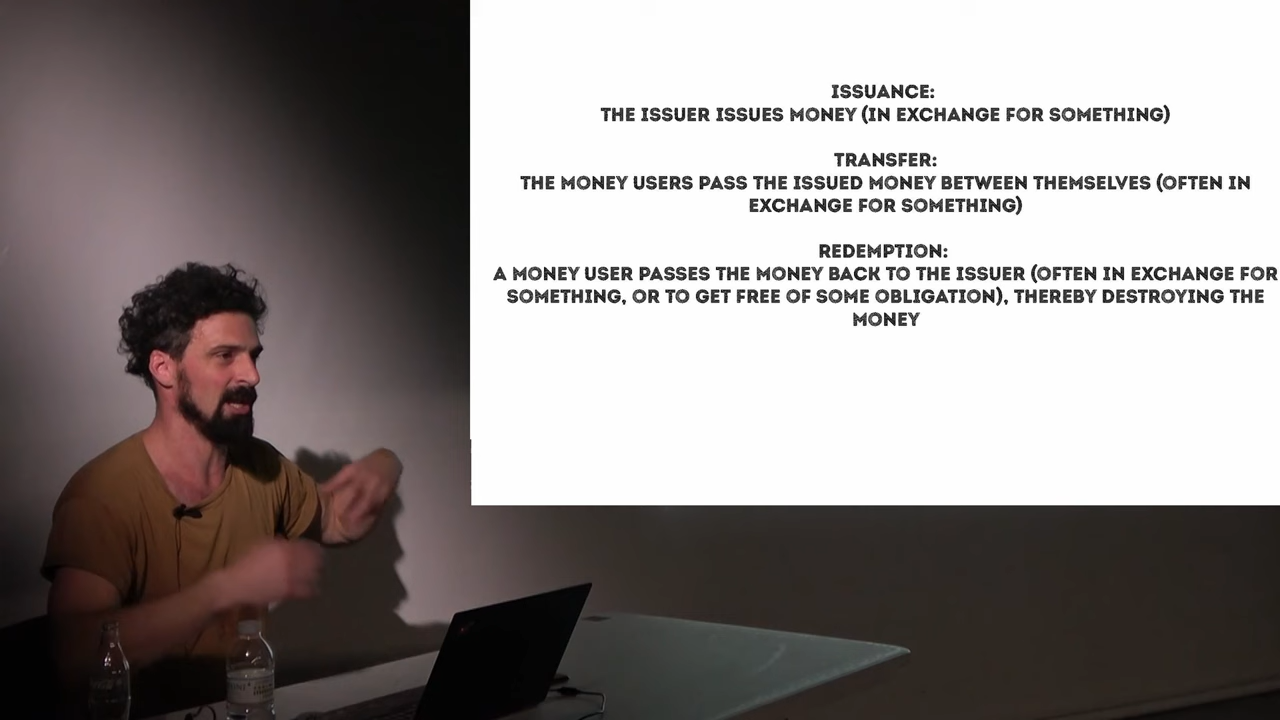 ISSUANCE:
THE ISSUER ISSUES MONEY (IN EXCHANGE FOR SOMETHING)
TRANSFER:
THE MONEY USERS PASS THE ISSUED MONEY BETWEEN THEMSELVES (OFTEN IN
EXCHANGE FOR SOMETHING)
REDEMPTION:
A MONEY USER PASSES THE MONEY BACK TO THE ISSUER (OFTEN IN EXCHANGE FOR
SOMETHING, OR TO GET FREE OF SOME OBLIGATION), THEREBY DESTROYING THE
MONEY